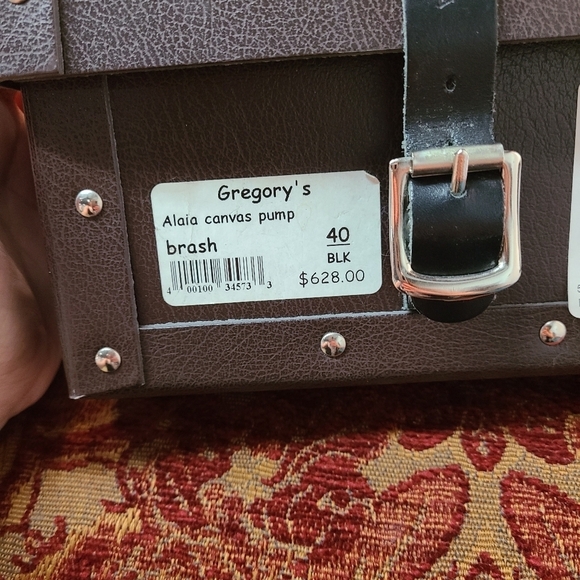 Gregory's
Alaia canvas pump
brash 40
BLK
4 00100 34573 3 $628.00